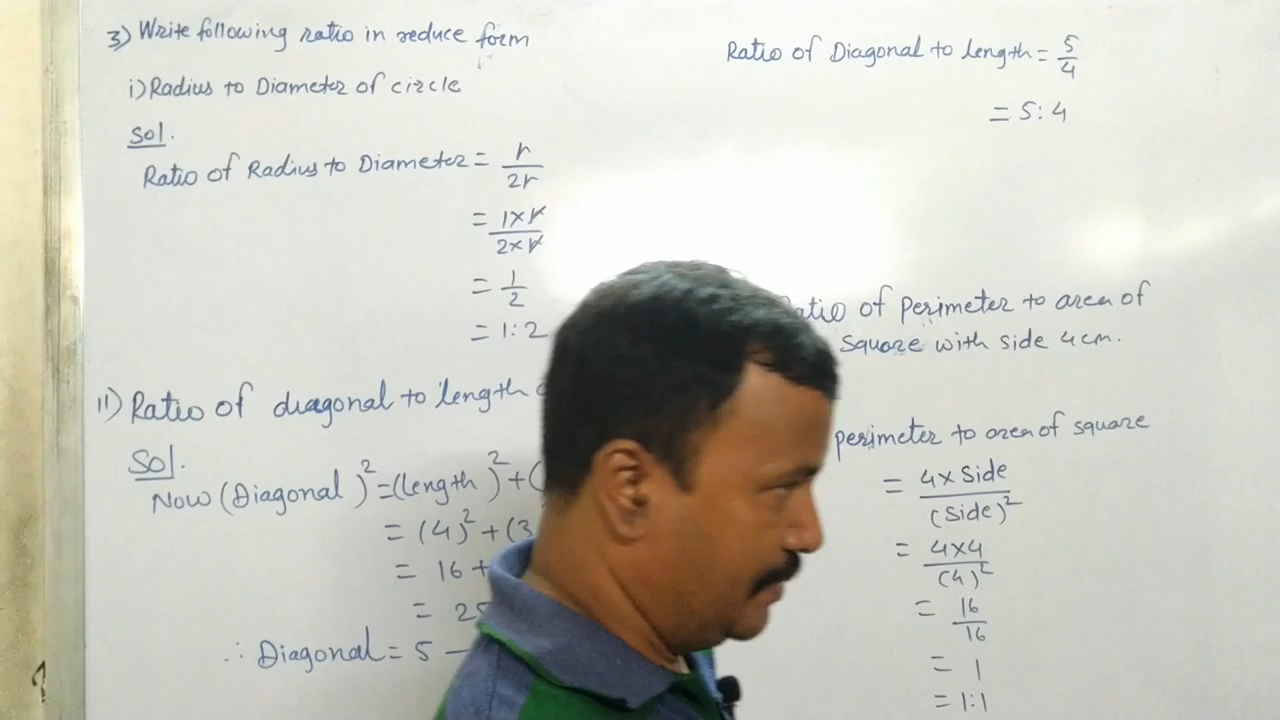 3) Write following ratio in reduce form
i) Radius to Diameter of circle
Sol.
Ratio of Radius to Diameter = r/2r
= 1×r/2×r
= 1/2
= 1:2
II) Ratio of diagonal to length
Sol.
Now (Diagonal)² = (length)² + (
= (4)² + (3
= 16 +
= 25
∴ Diagonal = 5 —
Ratio of Diagonal to length = 5/4
= 5:4
Ratio of perimeter to area of
square with side 4cm.
perimeter to area of square
= 4×Side/(Side)²
= 4×4/(4)²
= 16/16
= 1
= 1:1